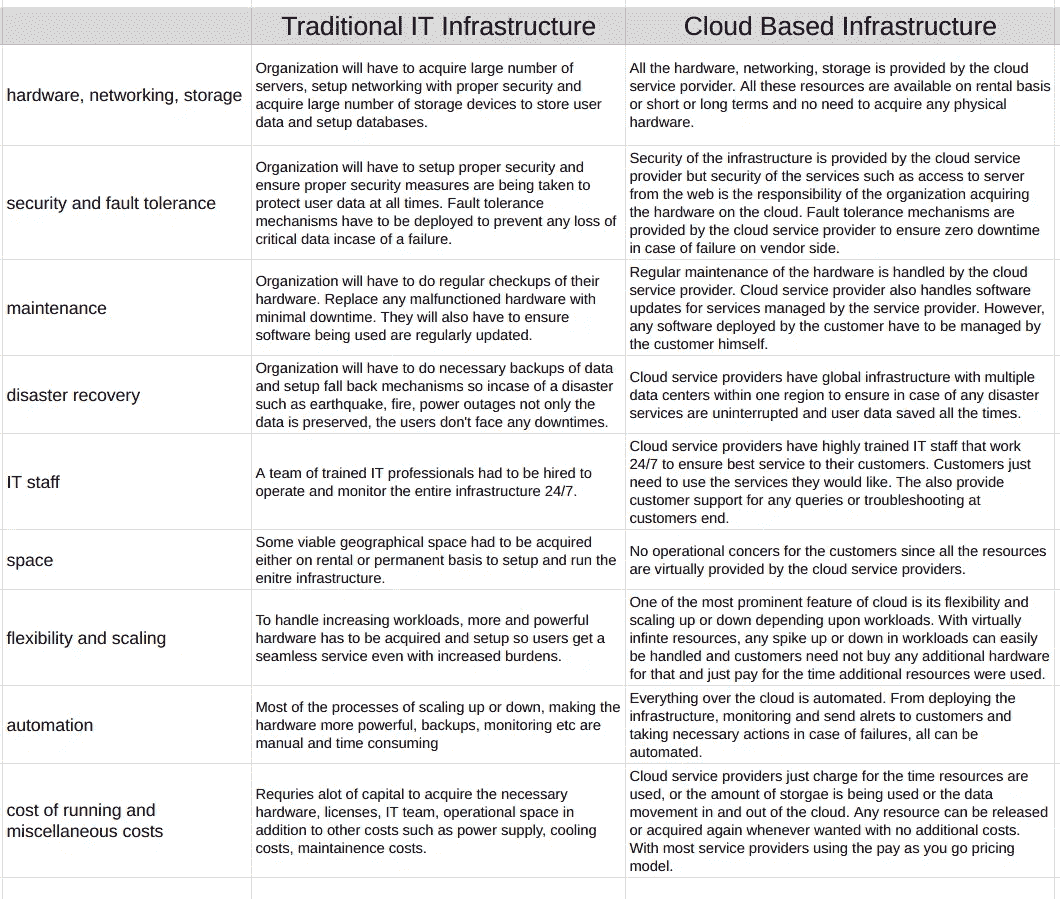 Traditional IT Infrastructure
Cloud Based Infrastructure
hardware, networking, storage
Organization will have to acquire large number of
servers, setup networking with proper security and
acquire large number of storage devices to store user
data and setup databases.
All the hardware, networking, storage is provided by the cloud
service porvider. All these resources are available on rental basis
or short or long terms and no need to acquire any physical
hardware.
security and fault tolerance
Organization will have to setup proper security and
ensure proper security measures are being taken to
protect user data at all times. Fault tolerance
mechanisms have to be deployed to prevent any loss of
critical data incase of a failure.
Security of the infrastructure is provided by the cloud service
provider but security of the services such as access to server
from the web is the responsibility of the organization acquiring
the hardware on the cloud. Fault tolerance mechanisms are
provided by the cloud service provider to ensure zero downtime
in case of failure on vendor side.
maintenance
Organization will have to do regular checkups of their
hardware. Replace any malfunctioned hardware with
minimal downtime. They will also have to ensure
software being used are regularly updated.
Regular maintenance of the hardware is handled by the cloud
service provider. Cloud service provider also handles software
updates for services managed by the service provider. However,
any software deployed by the customer have to be managed by
the customer himself.
disaster recovery
Organization will have to do necessary backups of data
and setup fall back mechanisms so incase of a disaster
such as earthquake, fire, power outages not only the
data is preserved, the users don't face any downtimes.
Cloud service providers have global infrastructure with multiple
data centers within one region to ensure in case of any disaster
services are uninterrupted and user data saved all the times.
IT staff
A team of trained IT professionals had to be hired to
operate and monitor the entire infrastructure 24/7.
Cloud service providers have highly trained IT staff that work
24/7 to ensure best service to their customers. Customers just
need to use the services they would like. The also provide
customer support for any queries or troubleshooting at
customers end.
space
Some viable geographical space had to be acquired
either on rental or permanent basis to setup and run the
enitre infrastructure.
No operational concers for the customers since all the resources
are virtually provided by the cloud service providers.
flexibility and scaling
To handle increasing workloads, more and powerful
hardware has to be acquired and setup so users get a
seamless service even with increased burdens.
One of the most prominent feature of cloud is its flexibility and
scaling up or down depending upon workloads. With virtually
infinte resources, any spike up or down in workloads can easily
be handled and customers need not buy any additional hardware
for that and just pay for the time additional resources were used.
automation
Most of the processes of scaling up or down, making the
hardware more powerful, backups, monitoring etc are
manual and time consuming
Everything over the cloud is automated. From deploying the
infrastructure, monitoring and send alrets to customers and
taking necessary actions in case of failures, all can be
automated.
cost of running and
miscellaneous costs
Requries alot of capital to acquire the necessary
hardware, licenses, IT team, operational space in
addition to other costs such as power supply, cooling
costs, maintainence costs.
Cloud service providers just charge for the time resources are
used, or the amount of storgae is being used or the data
movement in and out of the cloud. Any resource can be released
or acquired again whenever wanted with no additional costs.
With most service providers using the pay as you go pricing
model.